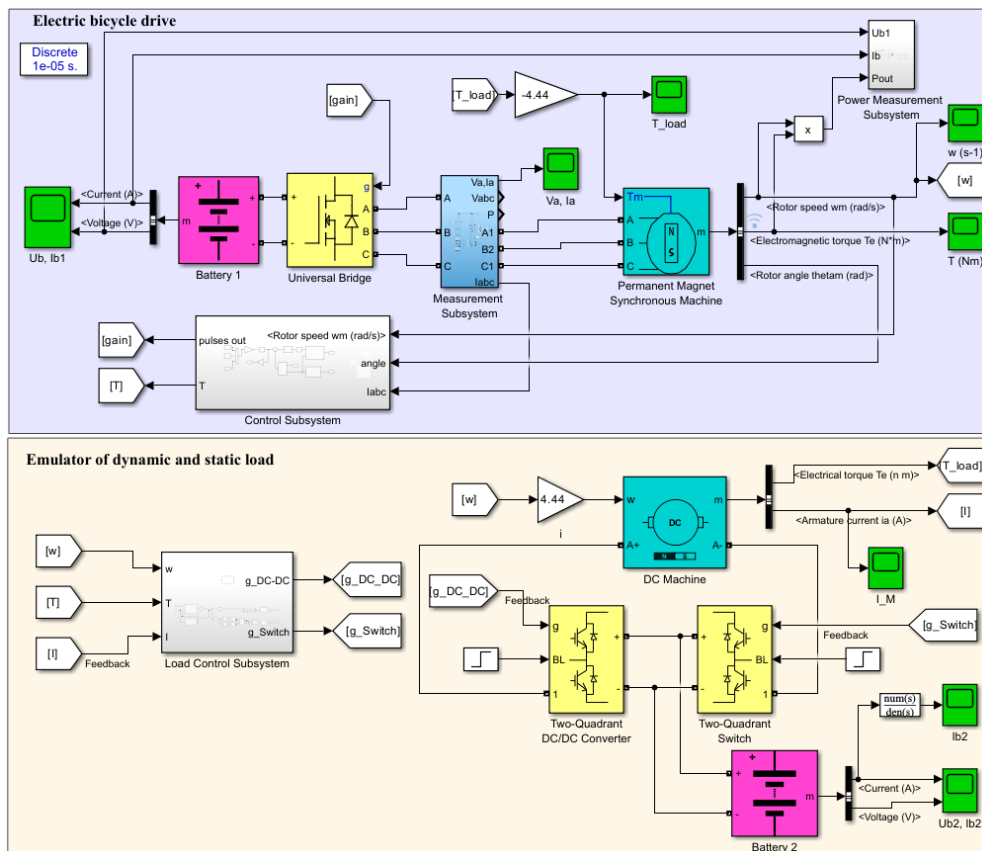 Electric bicycle drive
Discrete
1e-05 s.
Ub1
Ib
Pout
Power Measurement
Subsystem
[T_load]
-4.44
T_load
[gain]
x
w (s-1)
Va, Ia
[w]
<Current (A)>
<Voltage (V)>
m
+
-
Battery 1
Ub, Ib1
g
+
-
A
B
C
Universal Bridge
A
B
C
Va,Ia
Vabc
P
A1
B2
C1
Iabc
Measurement
Subsystem
Tm
A
B
C
N
S
m
Permanent Magnet
Synchronous Machine
<Rotor speed wm (rad/s)>
<Electromagnetic torque Te (N*m)>
<Rotor angle thetam (rad)>
T (Nm)
[gain]
[T]
pulses out
T
<Rotor speed wm (rad/s)>
angle
Iabc
Control Subsystem
Emulator of dynamic and static load
[w]
4.44
i
w
m
DC
A+
A-
N
S
DC Machine
<Electrical torque Te (n m)>
<Armature current ia (A)>
[T_load]
[I]
I_M
[w]
[T]
[I]
Feedback
w
T
I
g_DC-DC
g_Switch
Load Control Subsystem
[g_DC_DC]
[g_Switch]
[g_DC_DC]
Feedback
g
BL
1
+
-
Two-Quadrant
DC/DC Converter
+
-
g
BL
1
Two-Quadrant
Switch
Feedback
[g_Switch]
num(s)
den(s)
Ib2
+
+
-
m
Battery 2
<Current (A)>
<Voltage (V)>
Ub2, Ib2